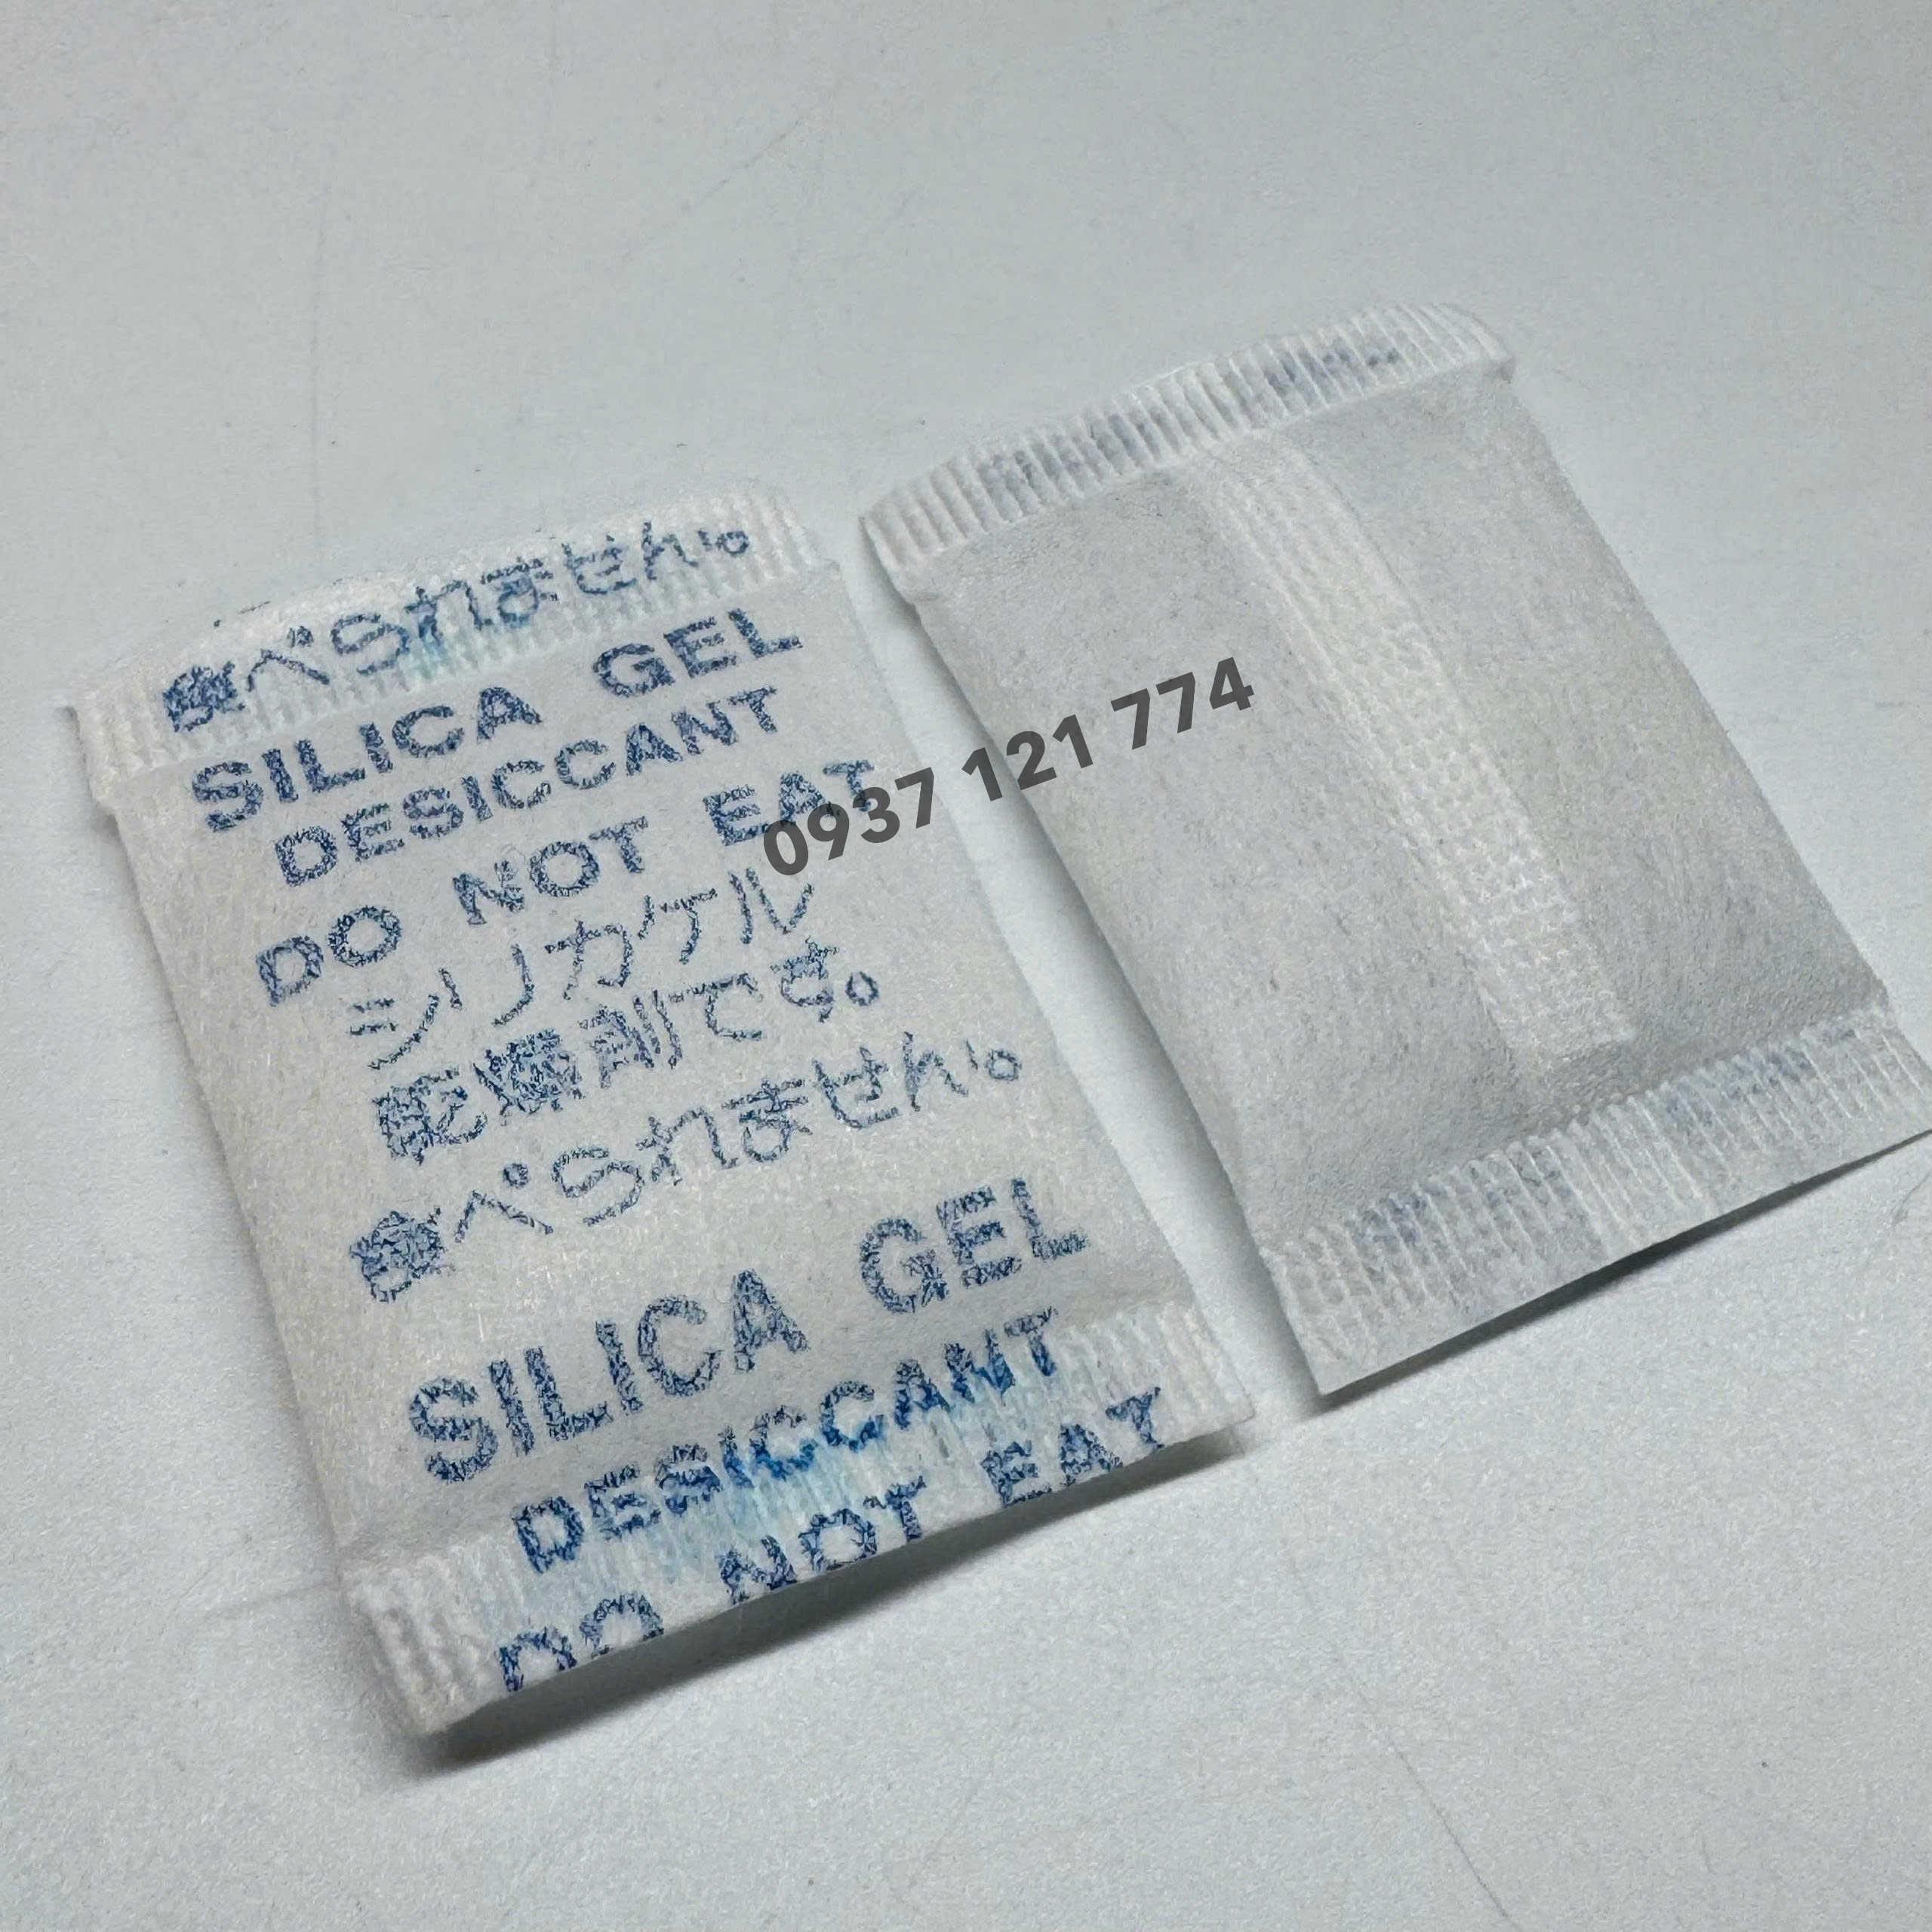 食べられません。
SILICA GEL
DESICCANT
DO NOT EAT
シリカゲル
乾燥剤です。
食べられません。
SILICA GEL
DESICCANT
DO NOT EAT
0937 121 774